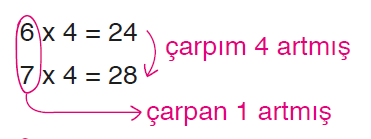 6 x 4 = 24
çarpım 4 artmış
7 x 4 = 28
çarpan 1 artmış